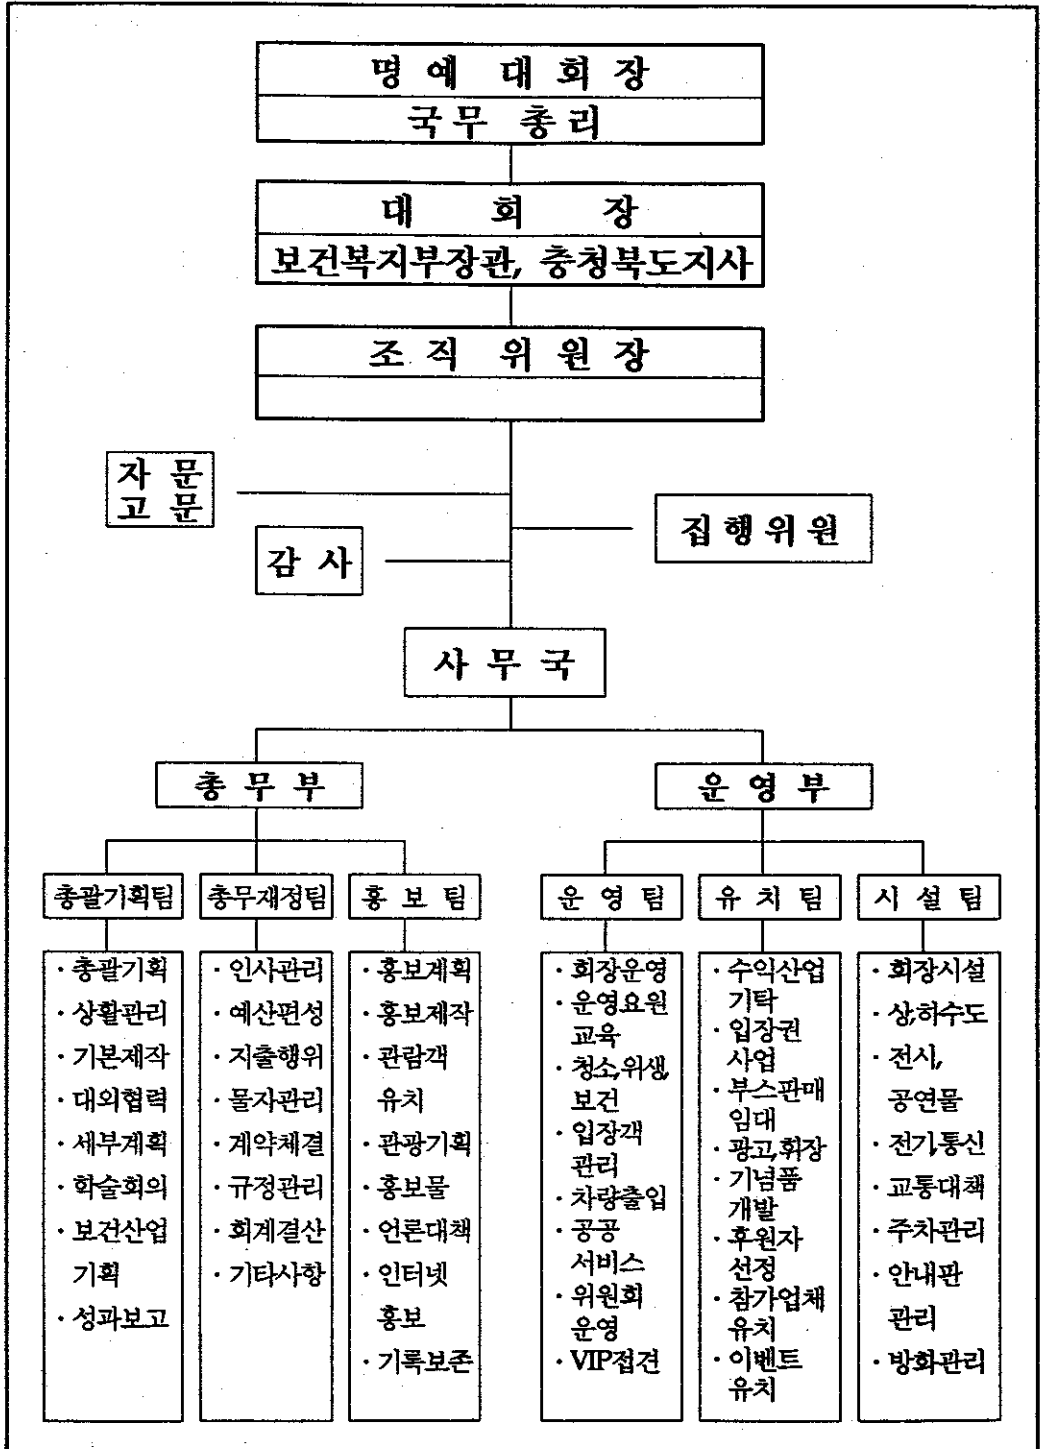 명 예 대 회 장
국무 총리
대 회 장
보건복지부장관, 충청북도지사
조 직 위 원 장
자 문
고 문
집 행 위 원
감 사
사 무 국
총 무 부
운 영 부
총괄기획팀
총무재정팀
홍 보 팀
운 영 팀
유 치 팀
시 설 팀
· 총괄기획
· 상활관리
· 기본제작
· 대외협력
· 세부계획
· 학술회의
· 보건산업
기획
· 성과보고
· 인사관리
· 예산편성
· 지출행위
· 물자관리
· 계약체결
· 규정관리
· 회계결산
· 기타사항
· 홍보계획
· 홍보제작
· 관람객
유치
· 관광기획
· 홍보물
· 언론대책
· 인터넷
홍보
· 기록보존
· 회장운영
· 운영요원
교육
· 청소,위생,
보건
· 입장객
관리
· 차량출입
· 공공
서비스
· 위원회
운영
· VIP접견
· 수익산업
기탁
· 입장권
사업
· 부스판매
임대
· 광고,휘장
· 기념품
개발
· 후원자
선정
· 참가업체
유치
· 이벤트
유치
· 회장시설
· 상,하수도
· 전시,
공연물
· 전기,통신
· 교통대책
· 주차관리
· 안내판
관리
· 방화관리